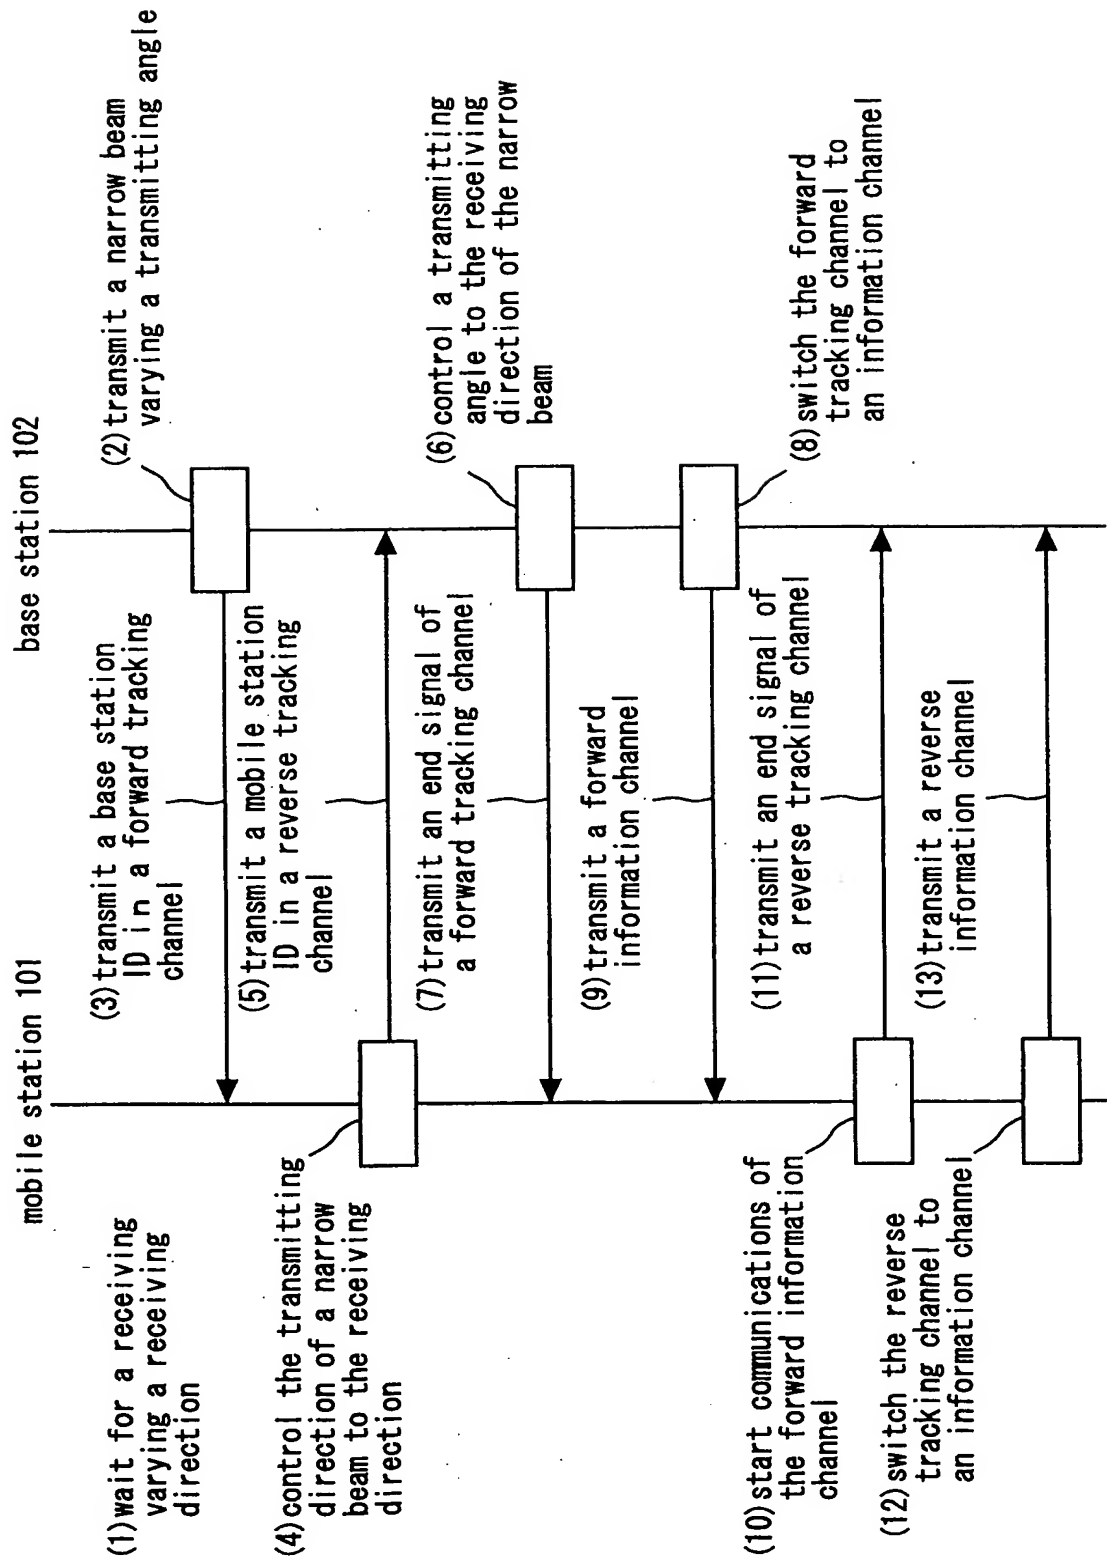 mobile station 101
base station 102
(1)wait for a receiving
varying a receiving
direction
(2)transmit a narrow beam
varying a transmitting angle
(3)transmit a base station
ID in a forward tracking
channel
(4)control the transmitting
direction of a narrow
beam to the receiving
direction
(5)transmit a mobile station
ID in a reverse tracking
channel
(6)control a transmitting
angle to the receiving
direction of the narrow
beam
(7)transmit an end signal of
a forward tracking channel
(8)switch the forward
tracking channel to
an information channel
(9)transmit a forward
information channel
(10)start communications of
the forward information
channel
(11)transmit an end signal of
a reverse tracking channel
(12)switch the reverse
tracking channel to
an information channel
(13)transmit a reverse
information channel